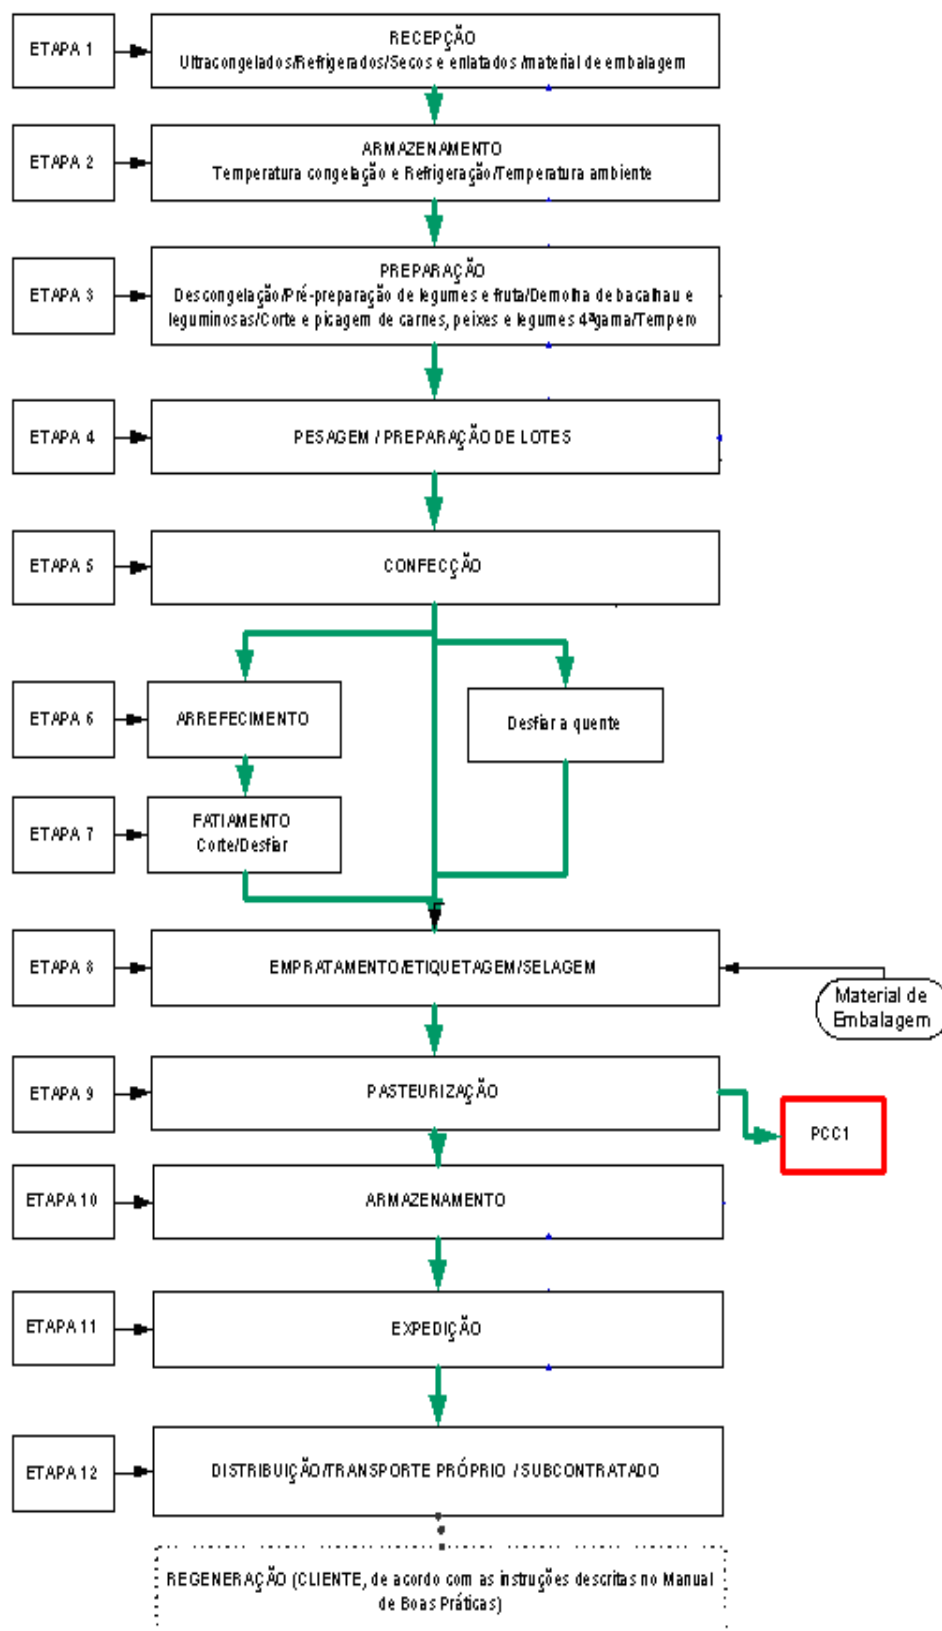 ETAPA 1
RECEPÇÃO
Ultracongelados/Refrigerados/Secos e enlatados /material de embalagem
ETAPA 2
ARMAZENAMENTO
Temperatura congelação e Refrigeração/Temperatura ambiente
ETAPA 3
PREPARAÇÃO
Descongelação/Pré-preparação de legumes e fruta/Demolha de bacalhau e
leguminosas/Corte e picagem de carnes, peixes e legumes 4ªgama/Tempero
ETAPA 4
PESAGEM / PREPARAÇÃO DE LOTES
ETAPA 5
CONFECÇÃO
ETAPA 6
ARREFECIMENTO
Desfiar a quente
ETAPA 7
FATIAMENTO
Corte/Desfiar
ETAPA 8
EMPRATAMENTO/ETIQUETAGEM/SELAGEM
Material de
Embalagem
ETAPA 9
PASTEURIZAÇÃO
PCC1
ETAPA 10
ARMAZENAMENTO
ETAPA 11
EXPEDIÇÃO
ETAPA 12
DISTRIBUIÇÃO/TRANSPORTE PRÓPRIO / SUBCONTRATADO
REGENERAÇÃO (CLIENTE, de acordo com as instruções descritas no Manual
de Boas Práticas)